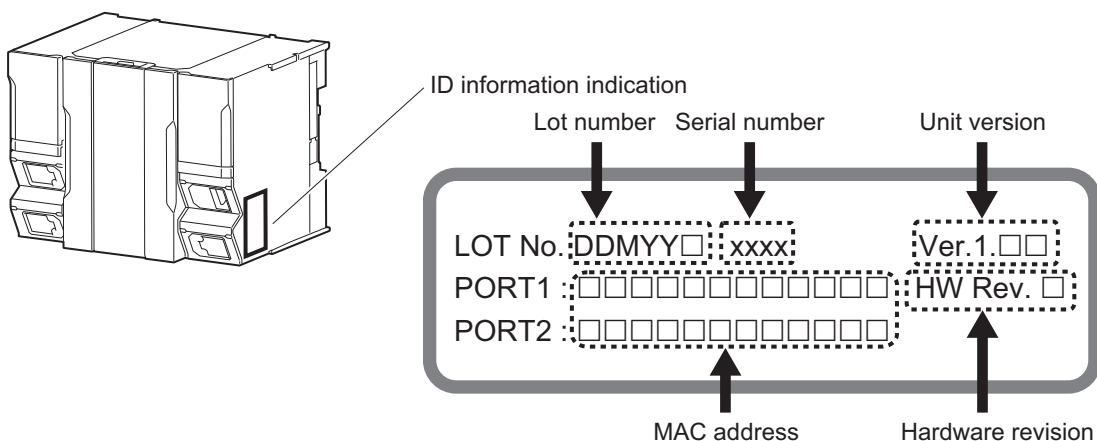 ID information indication
Lot number Serial number Unit version
LOT No. DDMYY□ xxxx Ver.1.□□
PORT1 : □□□□□□□□□□□□ HW Rev. □
PORT2 : □□□□□□□□□□□□
MAC address Hardware revision